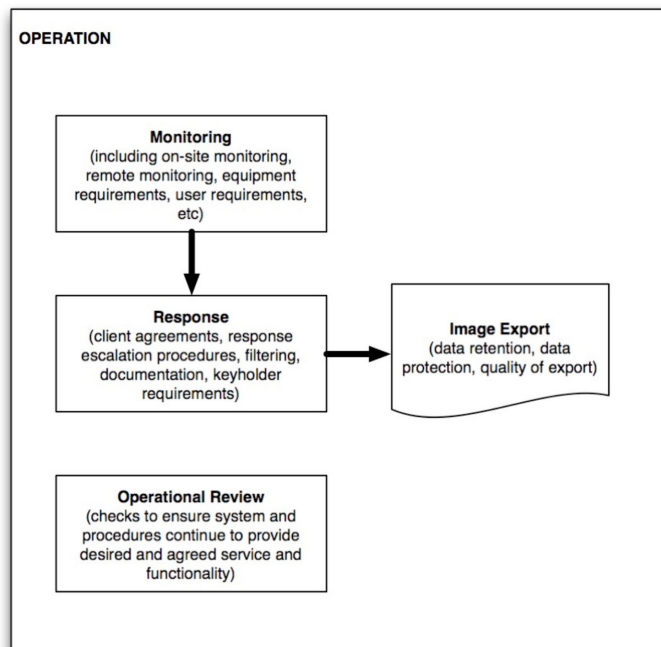 OPERATION
Monitoring
(including on-site monitoring,
remote monitoring, equipment
requirements, user requirements,
etc)
Response
(client agreements, response
escalation procedures, filtering,
documentation, keyholder
requirements)
Image Export
(data retention, data
protection, quality of export)
Operational Review
(checks to ensure system and
procedures continue to provide
desired and agreed service and
functionality)